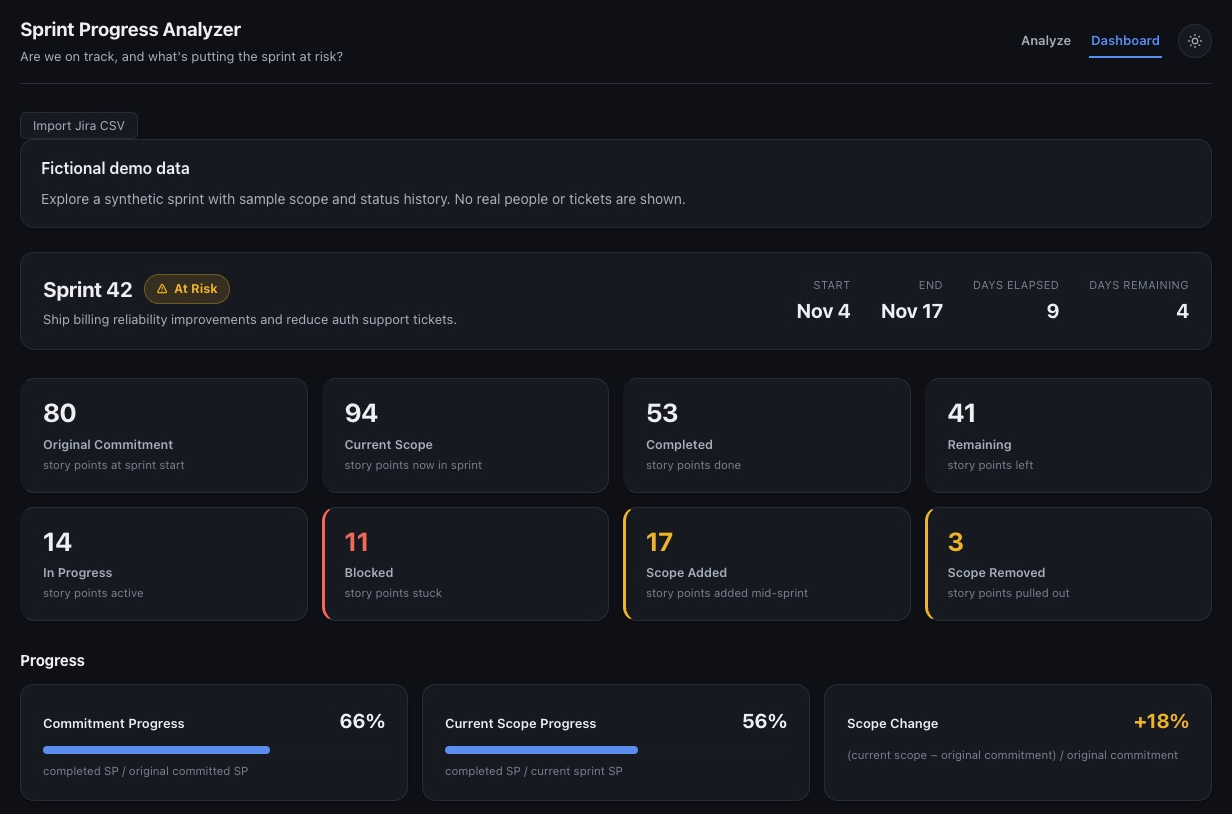 Sprint Progress Analyzer
Are we on track, and what's putting the sprint at risk?
Analyze
Dashboard
Import Jira CSV
Fictional demo data
Explore a synthetic sprint with sample scope and status history. No real people or tickets are shown.
Sprint 42
At Risk
Ship billing reliability improvements and reduce auth support tickets.
START
Nov 4
END
Nov 17
DAYS ELAPSED
9
DAYS REMAINING
4
80
Original Commitment
story points at sprint start
94
Current Scope
story points now in sprint
53
Completed
story points done
41
Remaining
story points left
14
In Progress
story points active
11
Blocked
story points stuck
17
Scope Added
story points added mid-sprint
3
Scope Removed
story points pulled out
Progress
Commitment Progress
66%
completed SP / original committed SP
Current Scope Progress
56%
completed SP / current sprint SP
Scope Change
+18%
(current scope − original commitment) / original commitment